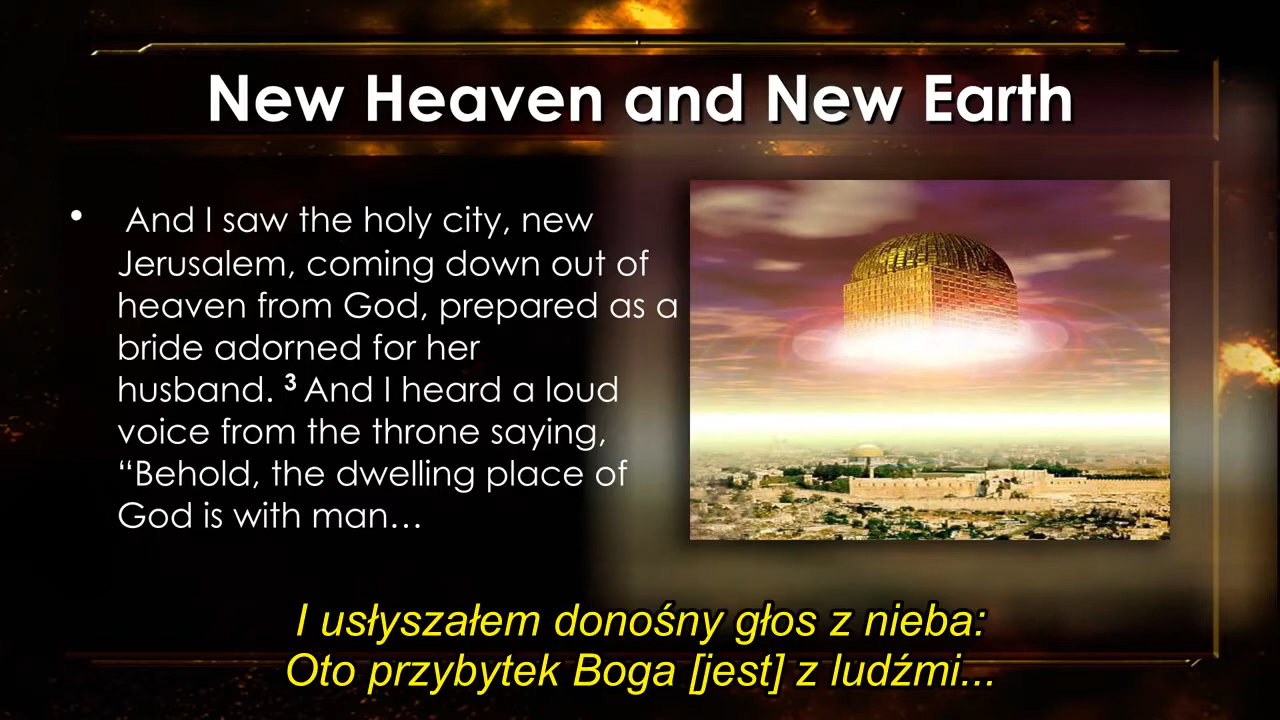 New Heaven and New Earth
• And I saw the holy city, new
Jerusalem, coming down out of
heaven from God, prepared as a
bride adorned for her
husband. 3 And I heard a loud
voice from the throne saying,
“Behold, the dwelling place of
God is with man…
I usłyszałem donośny głos z nieba:
Oto przybytek Boga [jest] z ludźmi...